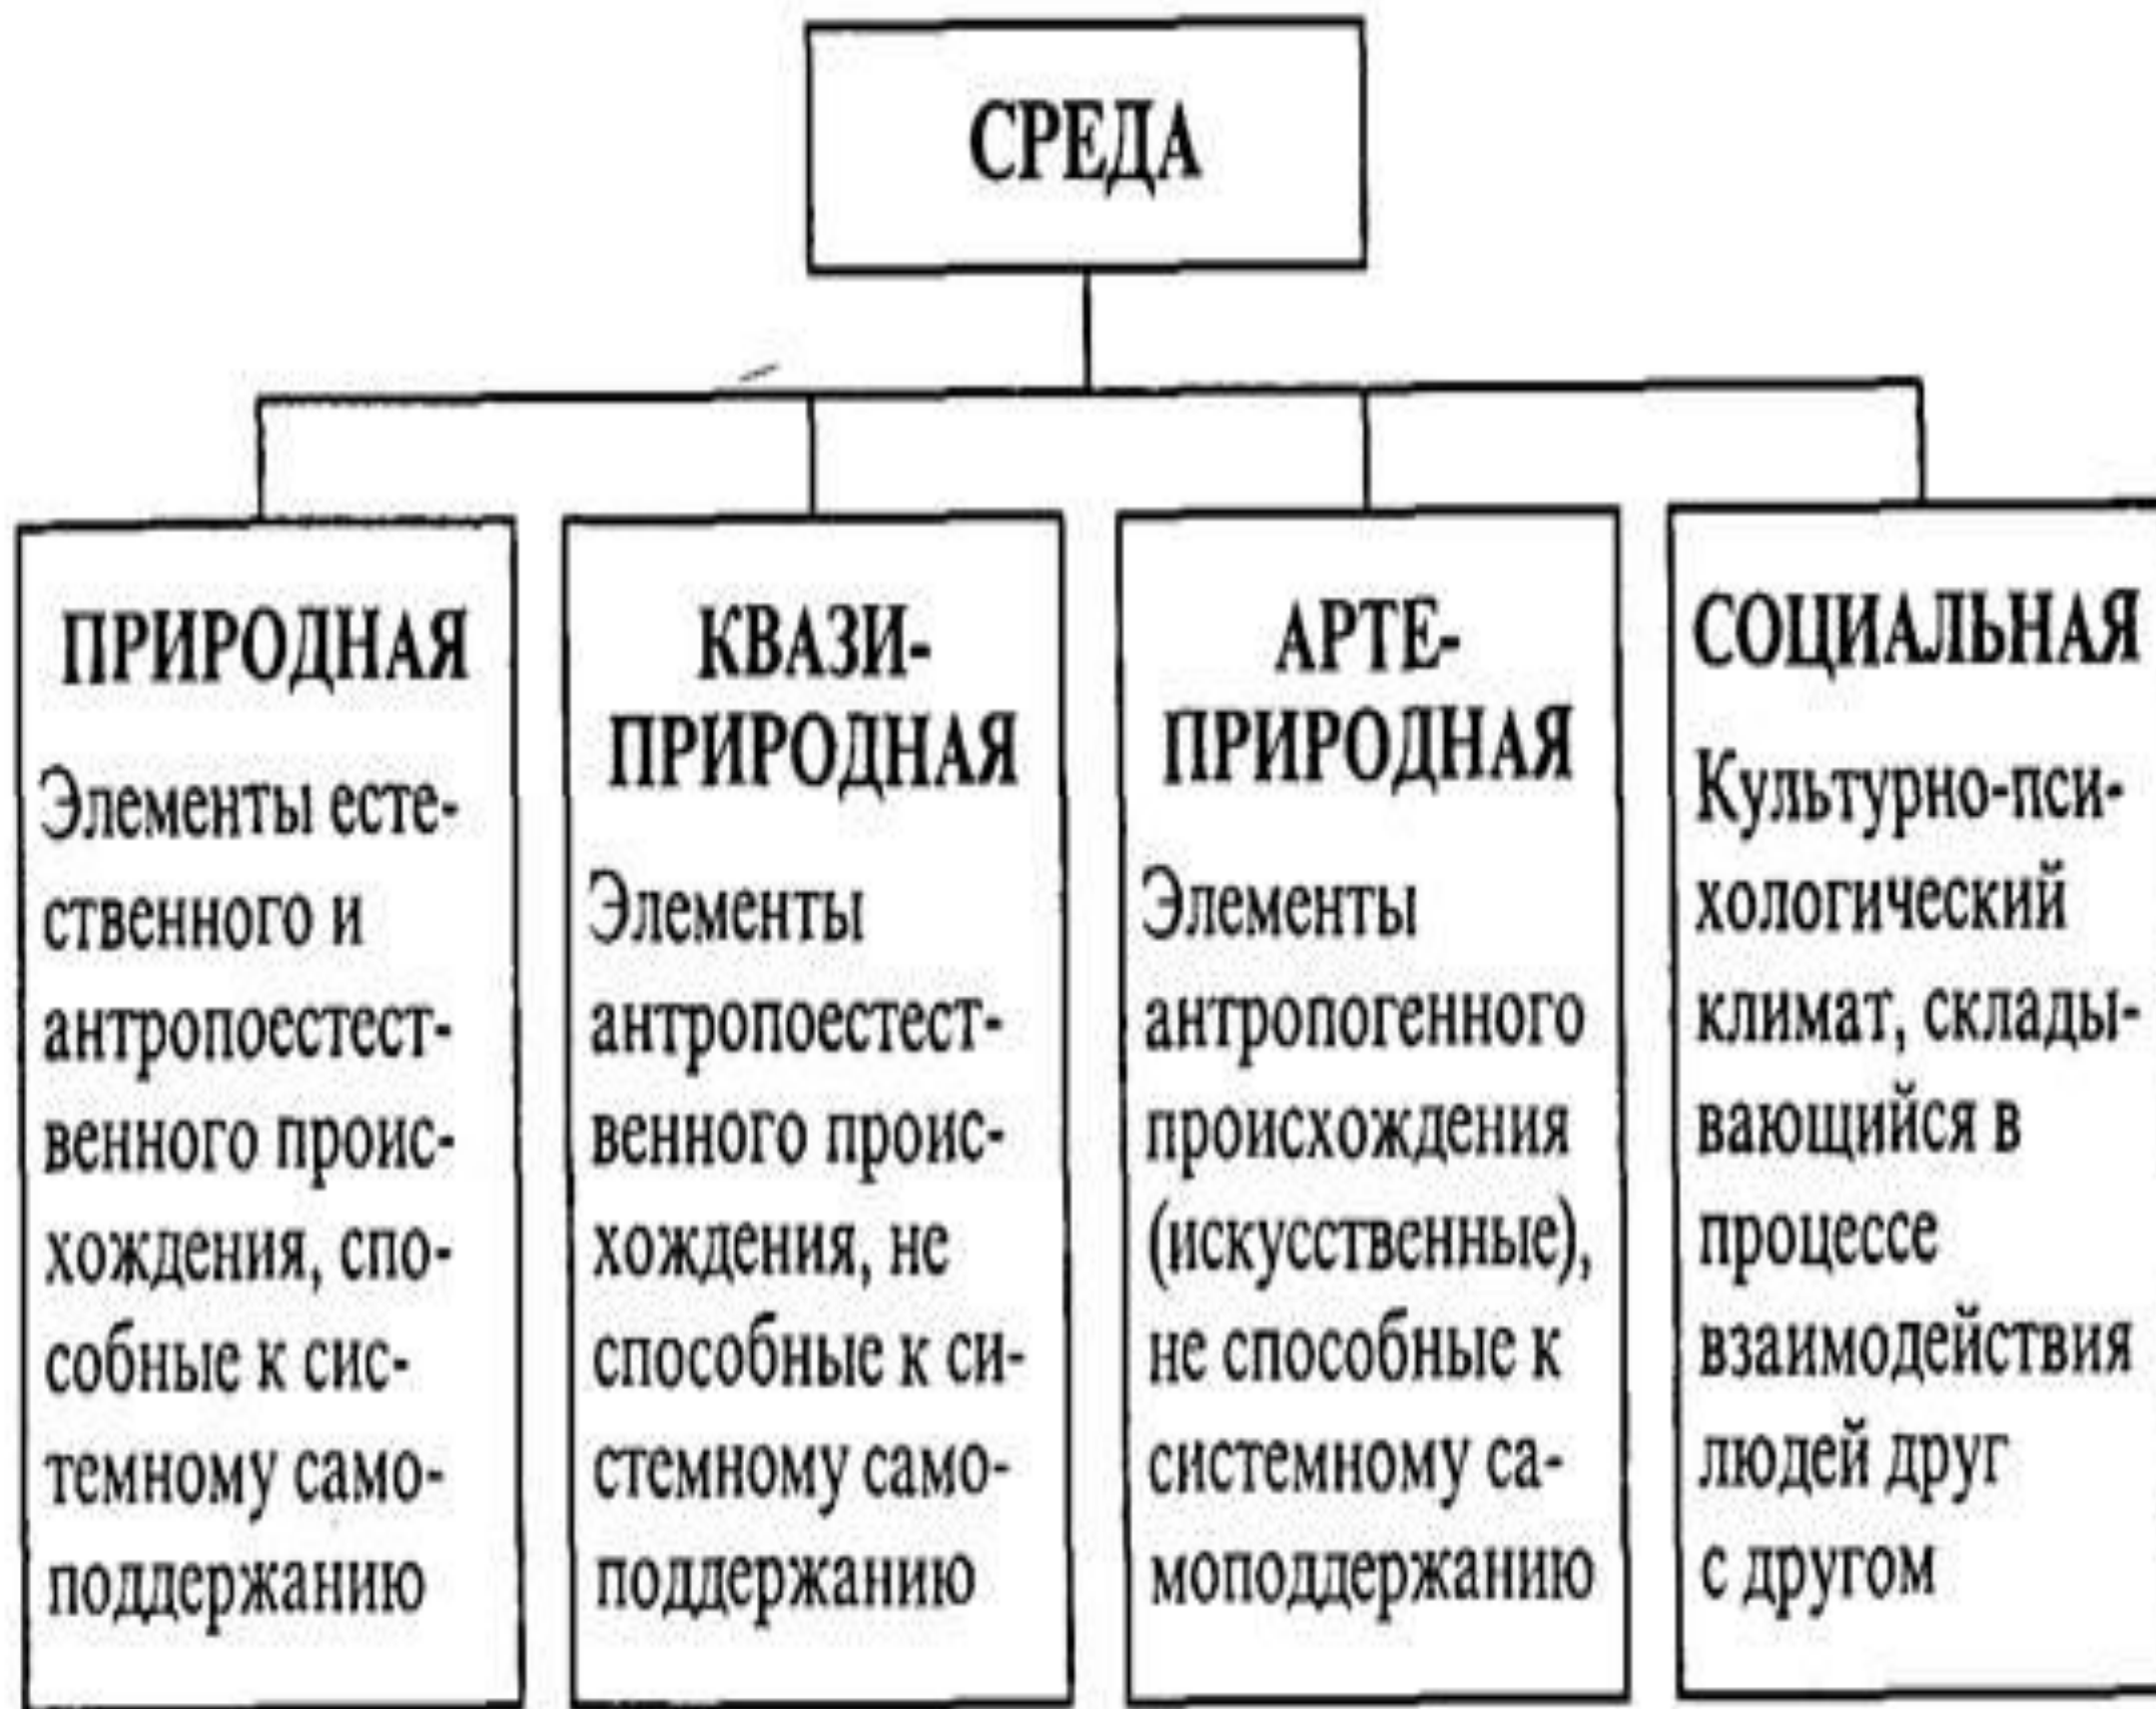 СРЕДА
ПРИРОДНАЯ
Элементы есте-
ственного и
антропоестест-
венного проис-
хождения, спо-
собные к сис-
темному само-
поддержанию
КВАЗИ-
ПРИРОДНАЯ
Элементы
антропоестест-
венного проис-
хождения, не
способные к си-
стемному само-
поддержанию
АРТЕ-
ПРИРОДНАЯ
Элементы
антропогенного
происхождения
(искусственные),
не способные к
системному са-
моподдержанию
СОЦИАЛЬНАЯ
Культурно-пси-
хологический
климат, склады-
вающийся в
процессе
взаимодействия
людей друг
с другом